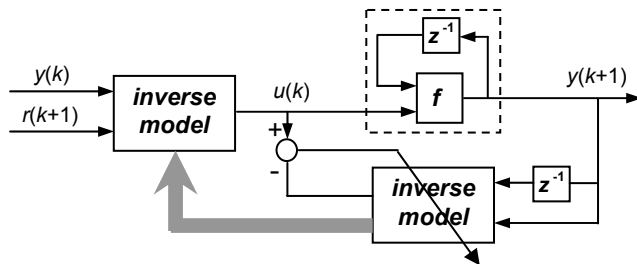 z⁻¹
y(k)
r(k+1)
inverse
model
u(k)
f
y(k+1)
+
-
inverse
model
z⁻¹